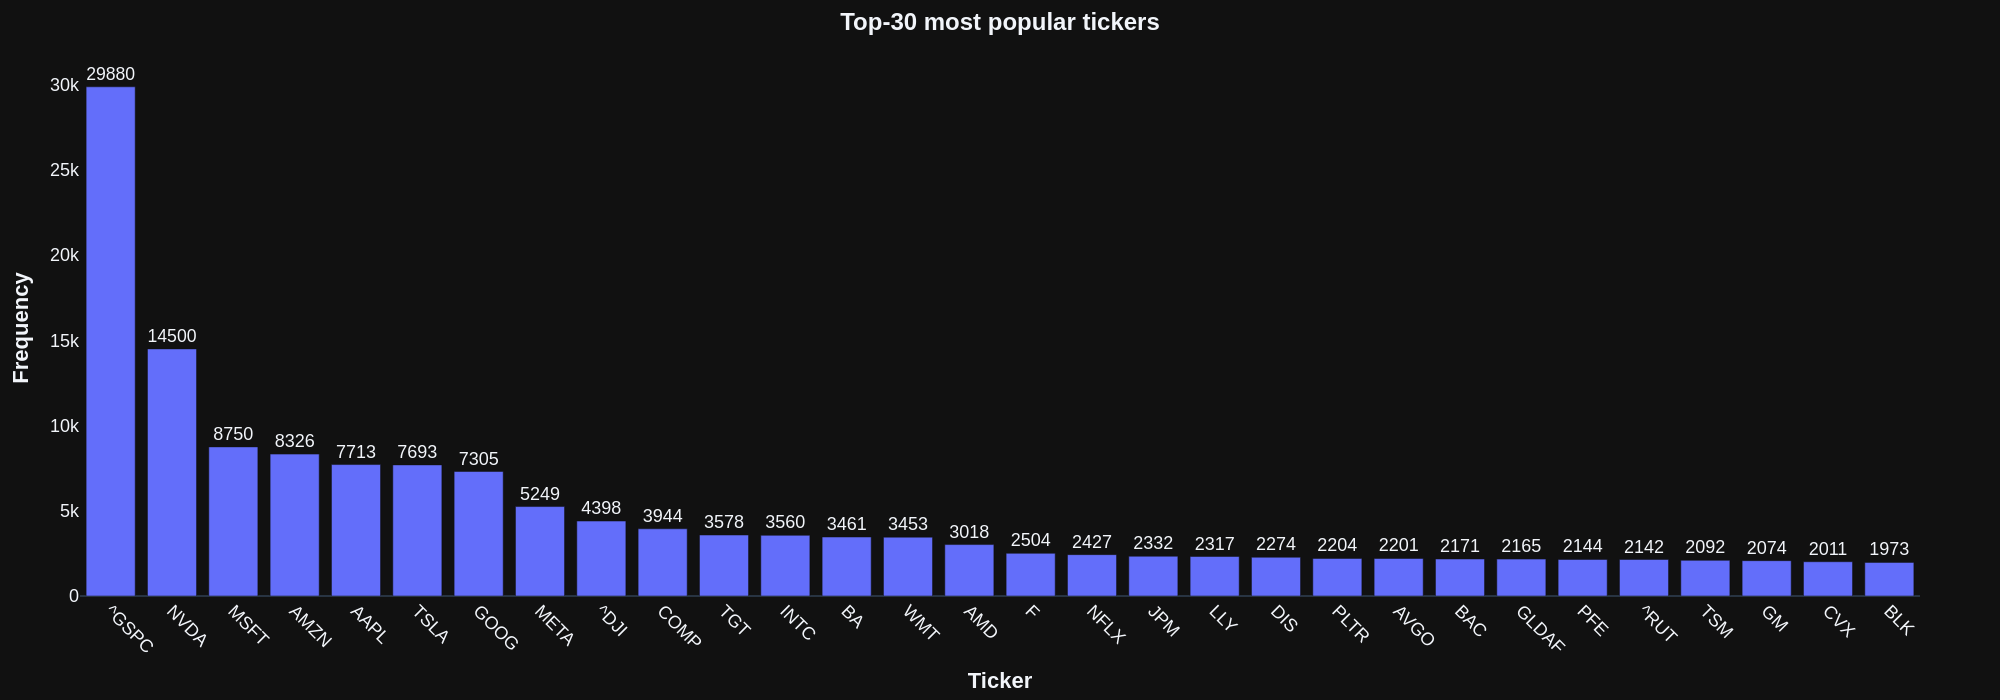 Top-30 most popular tickers
Frequency
30k
25k
20k
15k
10k
5k
0
29880
14500
8750
8326
7713
7693
7305
5249
4398
3944
3578
3560
3461
3453
3018
2504
2427
2332
2317
2274
2204
2201
2171
2165
2144
2142
2092
2074
2011
1973
^GSPC
NVDA
MSFT
AMZN
AAPL
TSLA
GOOG
META
^DJI
COMP
TGT
INTC
BA
WMT
AMD
F
NFLX
JPM
LLY
DIS
PLTR
AVGO
BAC
GLDAF
PFE
^RUT
TSM
GM
CVX
BLK
Ticker